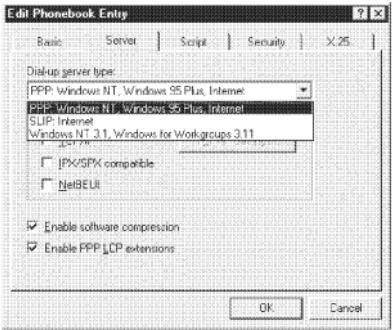 Edit Phonebook Entry
Basic Server Script Security X.25
Dial-up server type:
PPP: Windows NT, Windows 95 Plus, Internet
PPP: Windows NT, Windows 95 Plus, Internet
SLIP: Internet
Windows NT 3.1, Windows for Workgroups 3.11
IPX/SPX compatible
NetBEUI
Enable software compression
Enable PPP LCP extensions
OK Cancel